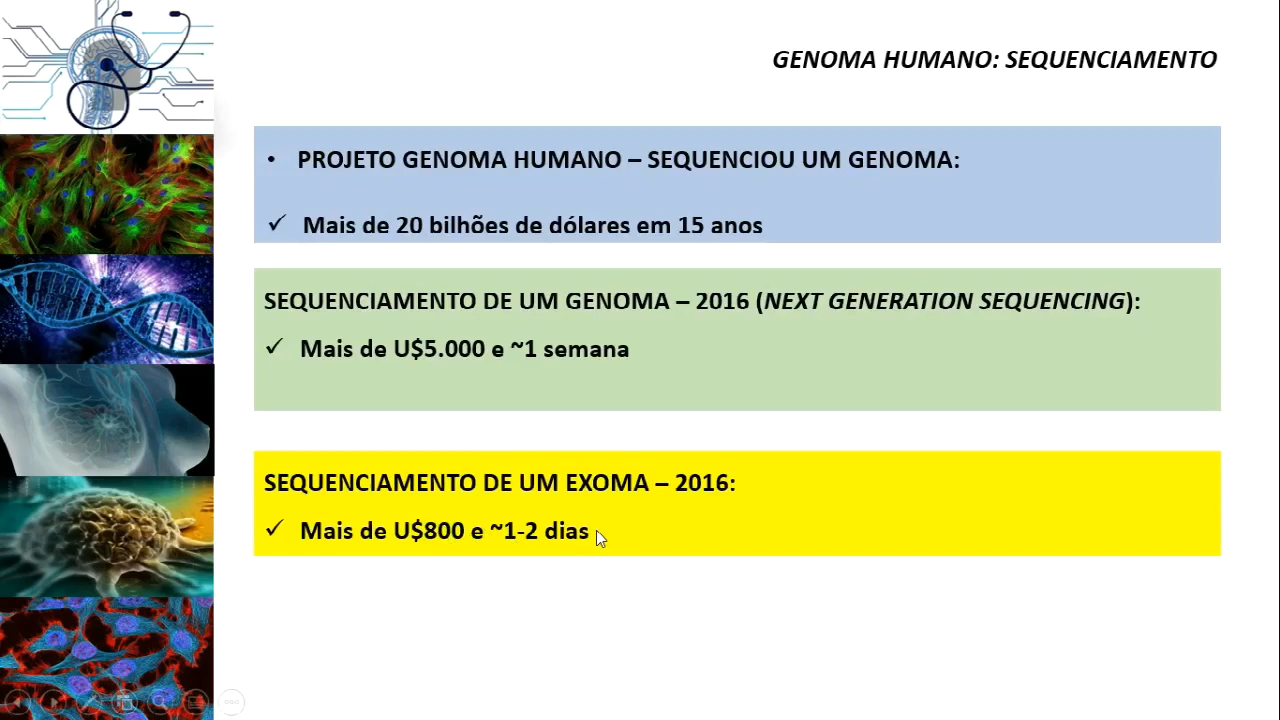 GENOMA HUMANO: SEQUENCIAMENTO
• PROJETO GENOMA HUMANO – SEQUENCIOU UM GENOMA:
✓ Mais de 20 bilhões de dólares em 15 anos
SEQUENCIAMENTO DE UM GENOMA – 2016 (NEXT GENERATION SEQUENCING):
✓ Mais de U$5.000 e ~1 semana
SEQUENCIAMENTO DE UM EXOMA – 2016:
✓ Mais de U$800 e ~1-2 dias